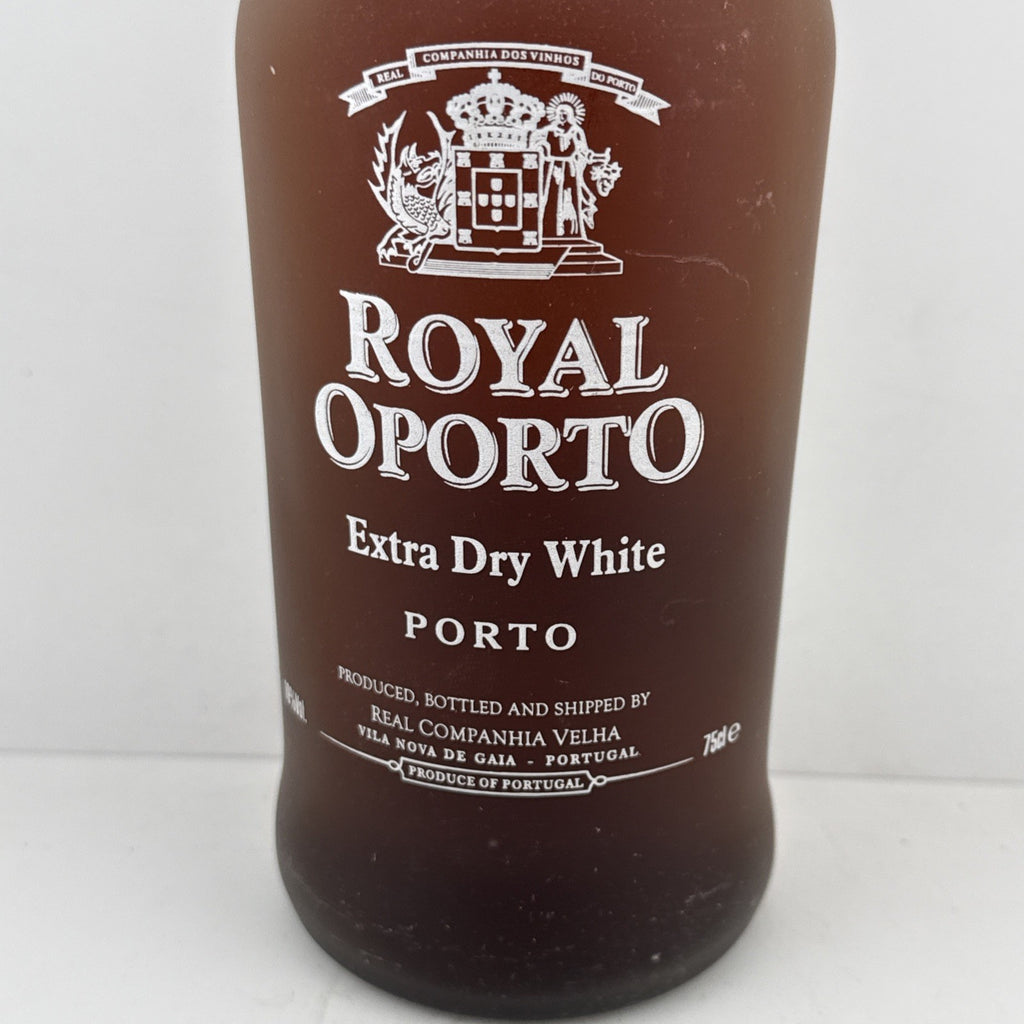 REAL COMPANHIA DOS VINHOS DO PORTO
ROYAL
OPORTO
Extra Dry White
PORTO
PRODUCED, BOTTLED AND SHIPPED BY
REAL COMPANHIA VELHA
VILA NOVA DE GAIA - PORTUGAL
75cl e
PRODUCE OF PORTUGAL